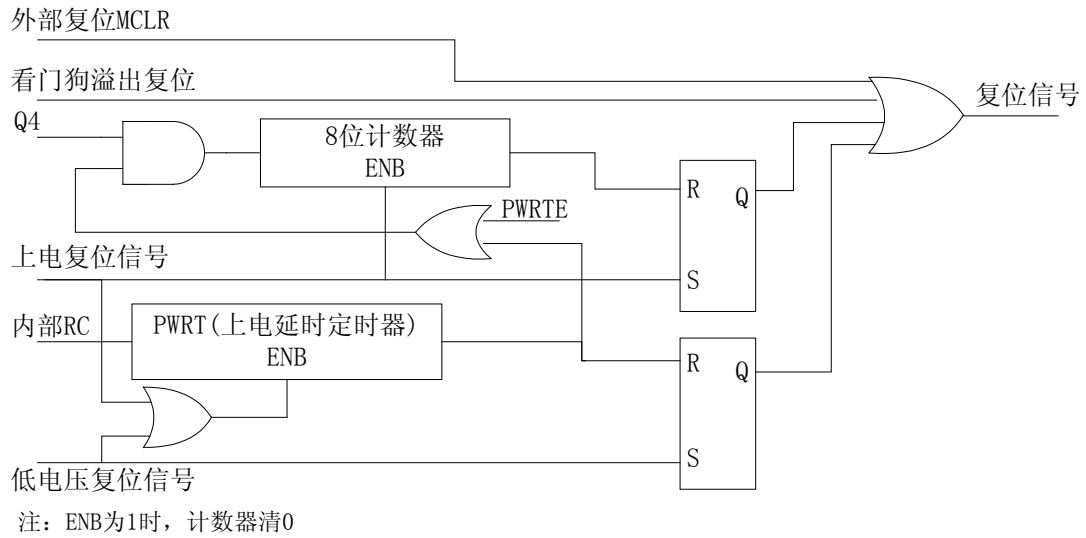 外部复位MCLR
看门狗溢出复位
复位信号
Q4
8位计数器
ENB
R
Q
PWRTE
上电复位信号
S
内部RC
PWRT(上电延时定时器)
ENB
R
Q
S
低电压复位信号
注：ENB为1时，计数器清0